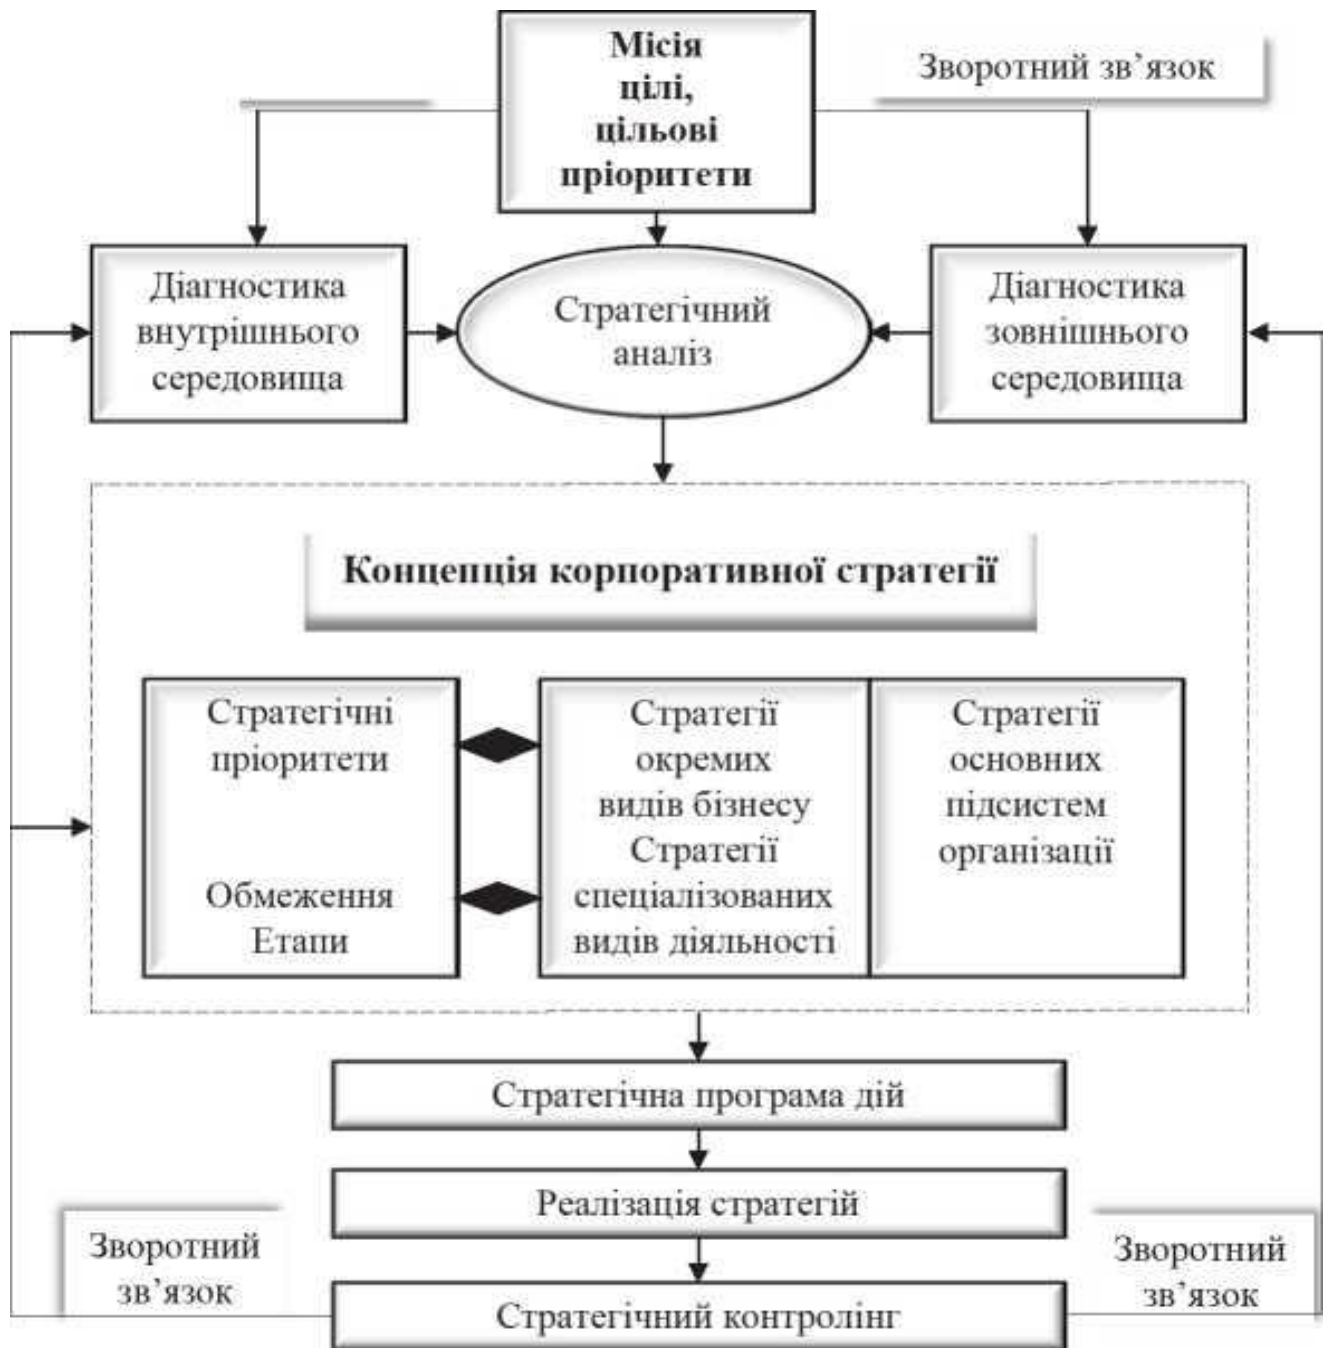 Місія
цілі,
цільові
пріоритети
Зворотний зв’язок
Діагностика
внутрішнього
середовища
Стратегічний
аналіз
Діагностика
зовнішнього
середовища
Концепція корпоративної стратегії
Стратегічні
пріоритети
Обмеження
Етапи
Стратегії
окремих
видів бізнесу
Стратегії
спеціалізованих
видів діяльності
Стратегії
основних
підсистем
організації
Стратегічна програма дій
Реалізація стратегій
Зворотний
зв’язок
Стратегічний контролінг
Зворотний
зв’язок